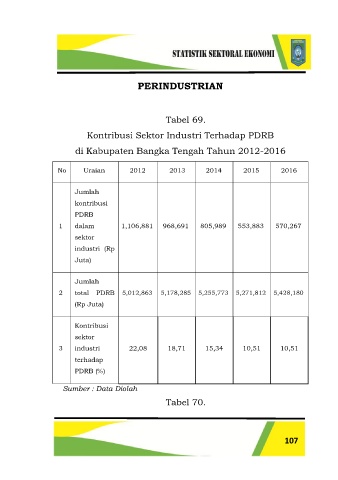 STATISTIK SEKTORAL EKONOMI
PERINDUSTRIAN
Tabel 69.
Kontribusi Sektor Industri Terhadap PDRB
di Kabupaten Bangka Tengah Tahun 2012-2016
No Uraian 2012 2013 2014 2015 2016
Jumlah
kontribusi
PDRB
1 dalam 1,106,881 968,691 805,989 553,883 570,267
sektor
industri (Rp
Juta)
Jumlah
2 total PDRB 5,012,863 5,178,285 5,255,773 5,271,812 5,428,180
(Rp Juta)
Kontribusi
sektor
3 industri 22,08 18,71 15,34 10,51 10,51
terhadap
PDRB (%)
Sumber : Data Diolah
Tabel 70.
107